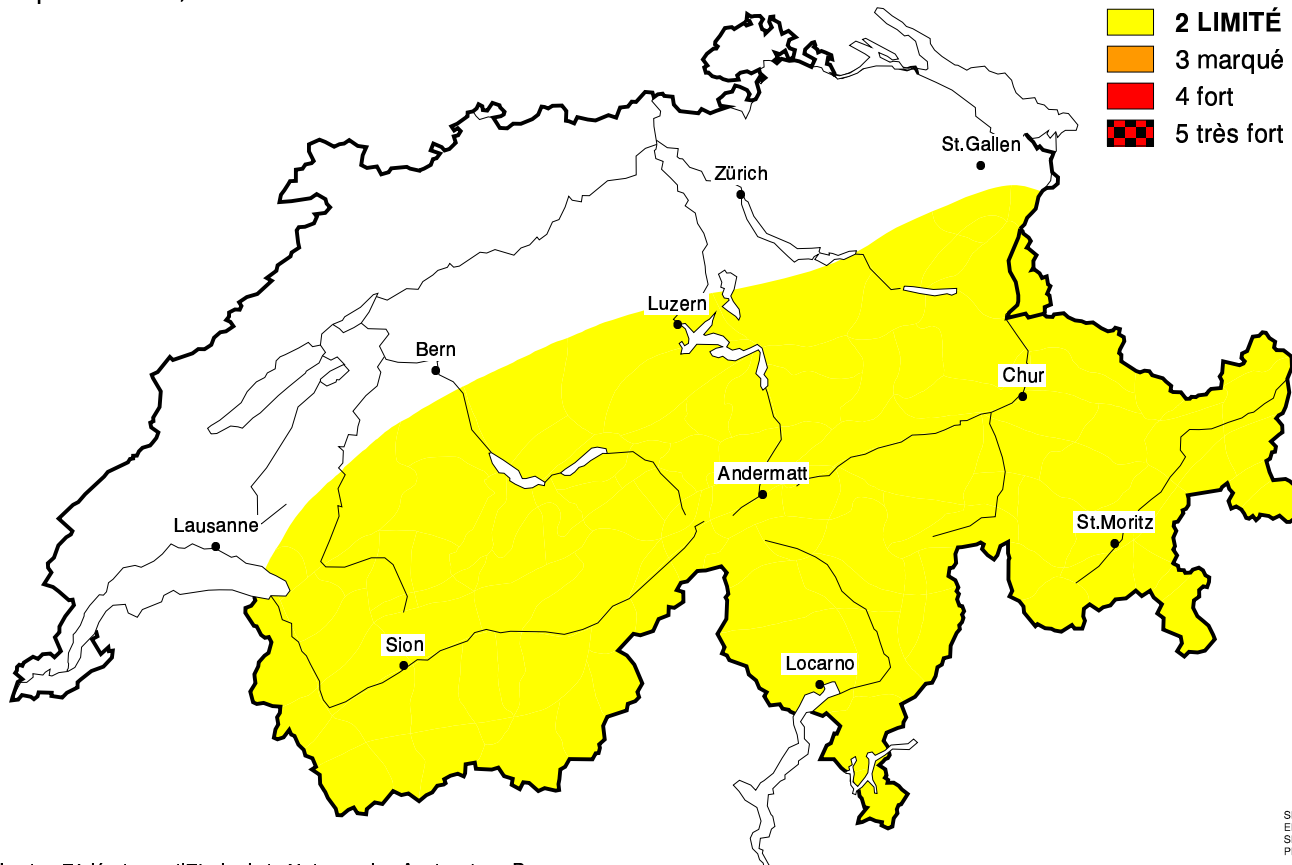 2 LIMITÉ
3 marqué
4 fort
5 très fort
St.Gallen
Zürich
Luzern
Bern
Chur
Andermatt
St.Moritz
Lausanne
Sion
Locarno